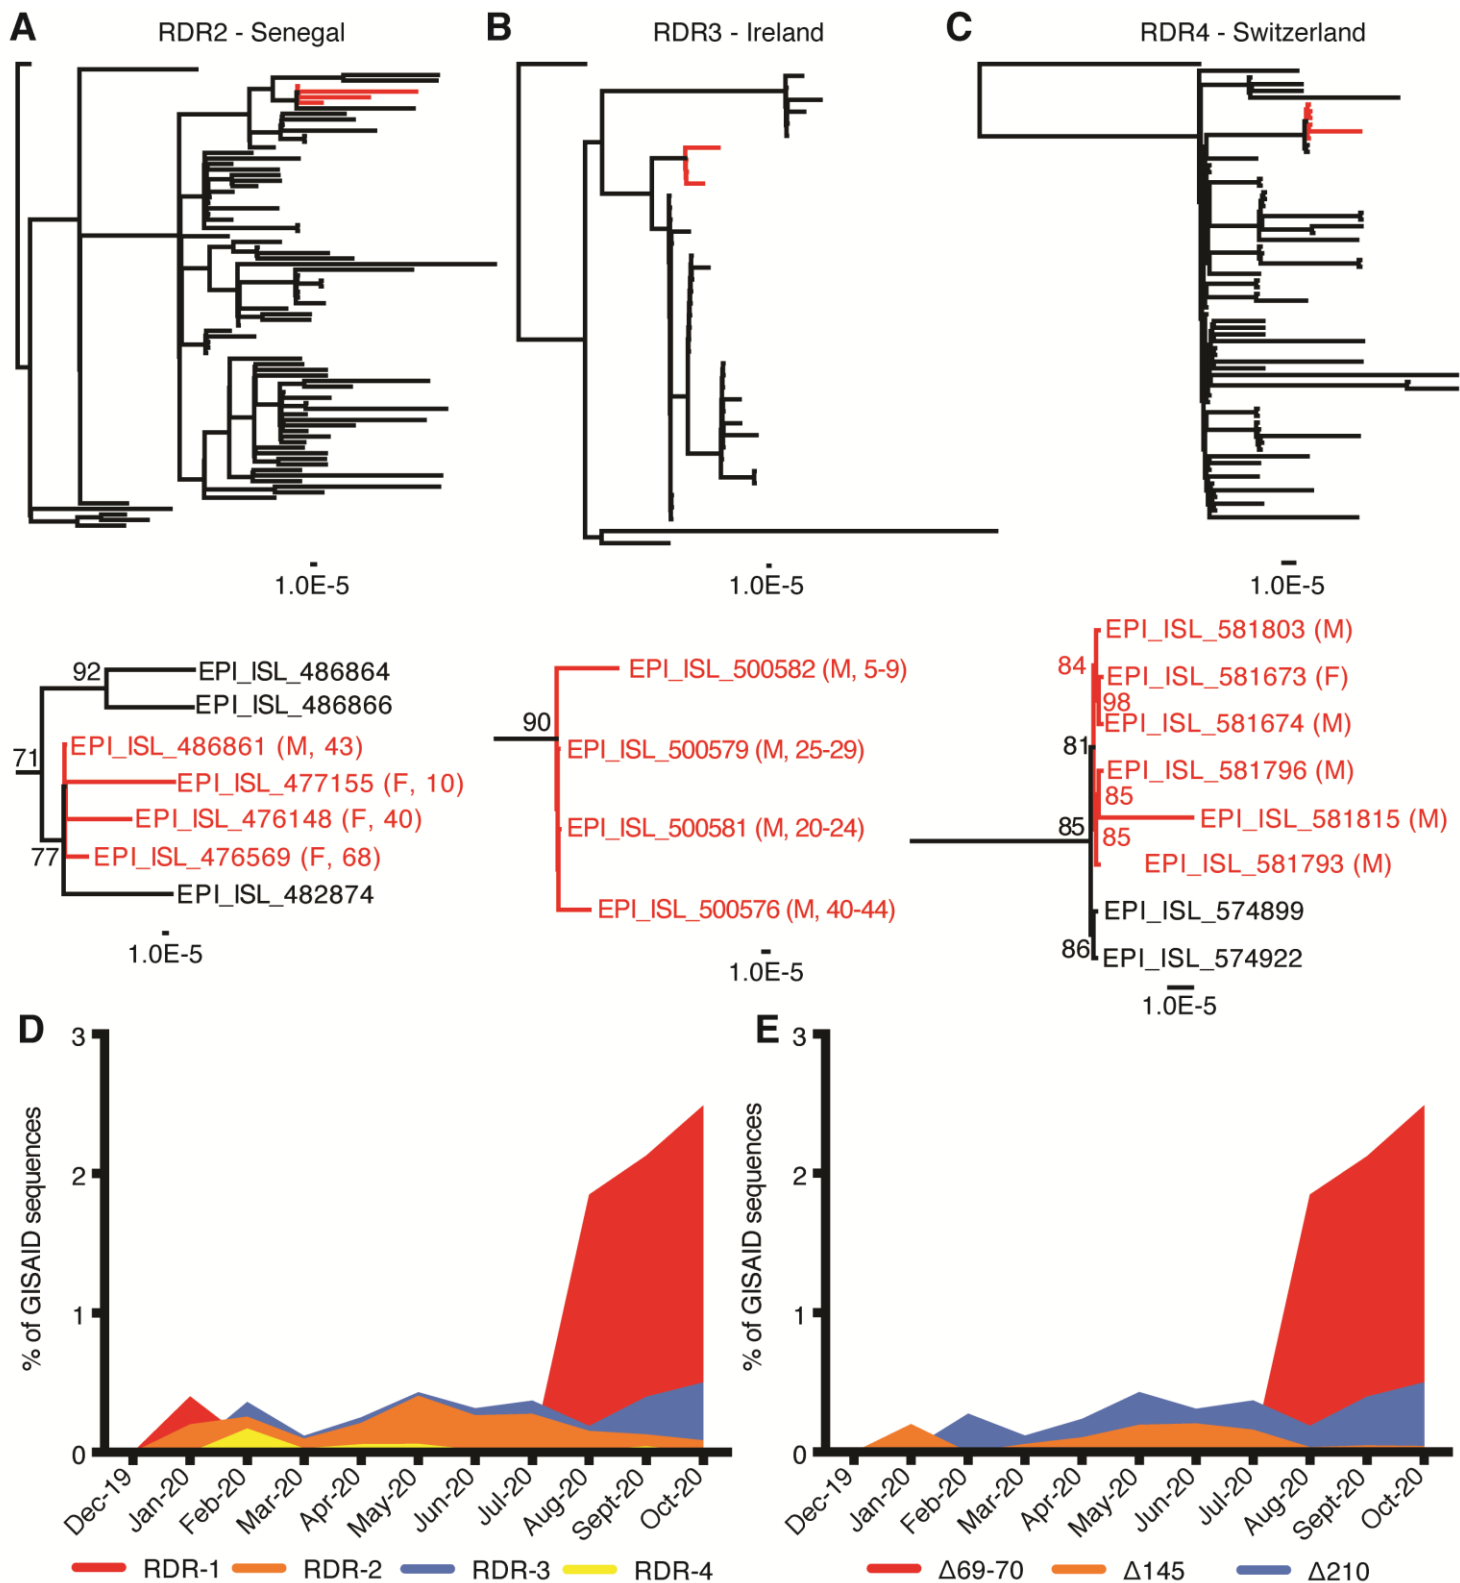 A RDR2 - Senegal
B RDR3 - Ireland
C RDR4 - Switzerland
1.0E-5
1.0E-5
1.0E-5
92
EPI_ISL_486864
EPI_ISL_486866
71
EPI_ISL_486861 (M, 43)
EPI_ISL_477155 (F, 10)
EPI_ISL_476148 (F, 40)
77
EPI_ISL_476569 (F, 68)
EPI_ISL_482874
1.0E-5
EPI_ISL_500582 (M, 5-9)
90
EPI_ISL_500579 (M, 25-29)
EPI_ISL_500581 (M, 20-24)
EPI_ISL_500576 (M, 40-44)
1.0E-5
EPI_ISL_581803 (M)
84
EPI_ISL_581673 (F)
98
EPI_ISL_581674 (M)
81
EPI_ISL_581796 (M)
85
EPI_ISL_581815 (M)
85
85
EPI_ISL_581793 (M)
EPI_ISL_574899
86
EPI_ISL_574922
1.0E-5
D
3
2
1
0
% of GISAID sequences
Dec-19
Jan-20
Feb-20
Mar-20
Apr-20
May-20
Jun-20
Jul-20
Aug-20
Sept-20
Oct-20
RDR-1
RDR-2
RDR-3
RDR-4
E
3
2
1
0
% of GISAID sequences
Dec-19
Jan-20
Feb-20
Mar-20
Apr-20
May-20
Jun-20
Jul-20
Aug-20
Sept-20
Oct-20
Δ69-70
Δ145
Δ210